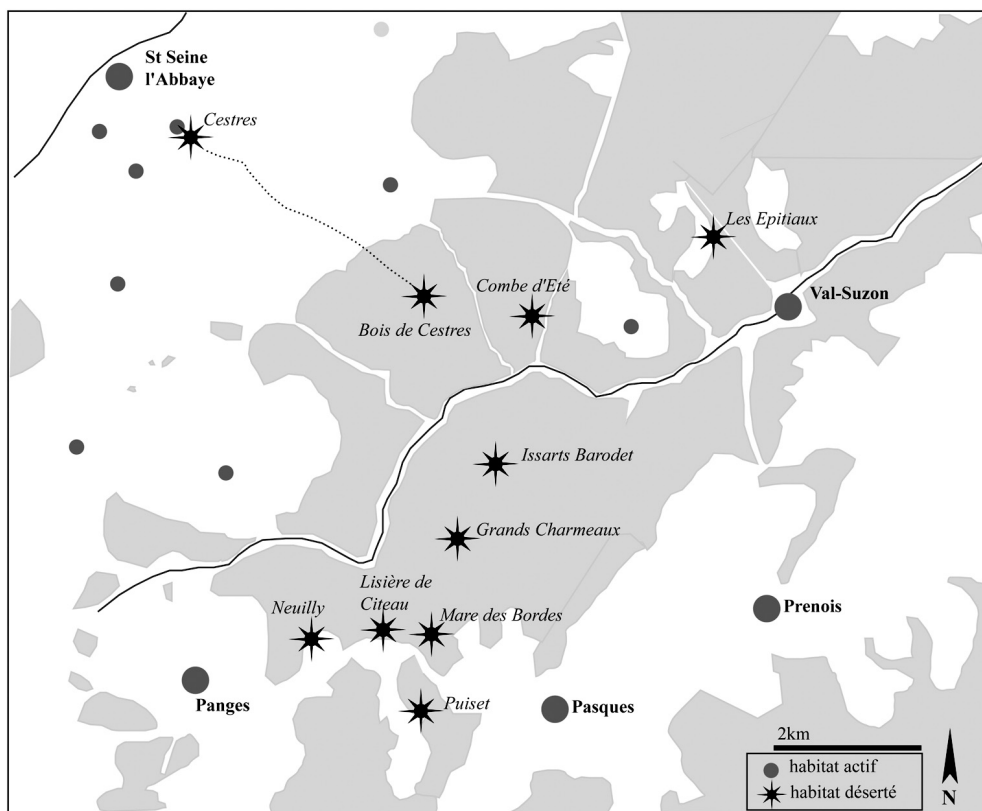 St Seine
l'Abbaye
Cestres
Les Epitiaux
Combe d'Eté
Val-Suzon
Bois de Cestres
Issarts Barodet
Grands Charmeaux
Lisière de
Citeau
Neuilly
Mare des Bordes
Prenois
Panges
Puiset
Pasques
2km
habitat actif
habitat déserté
N